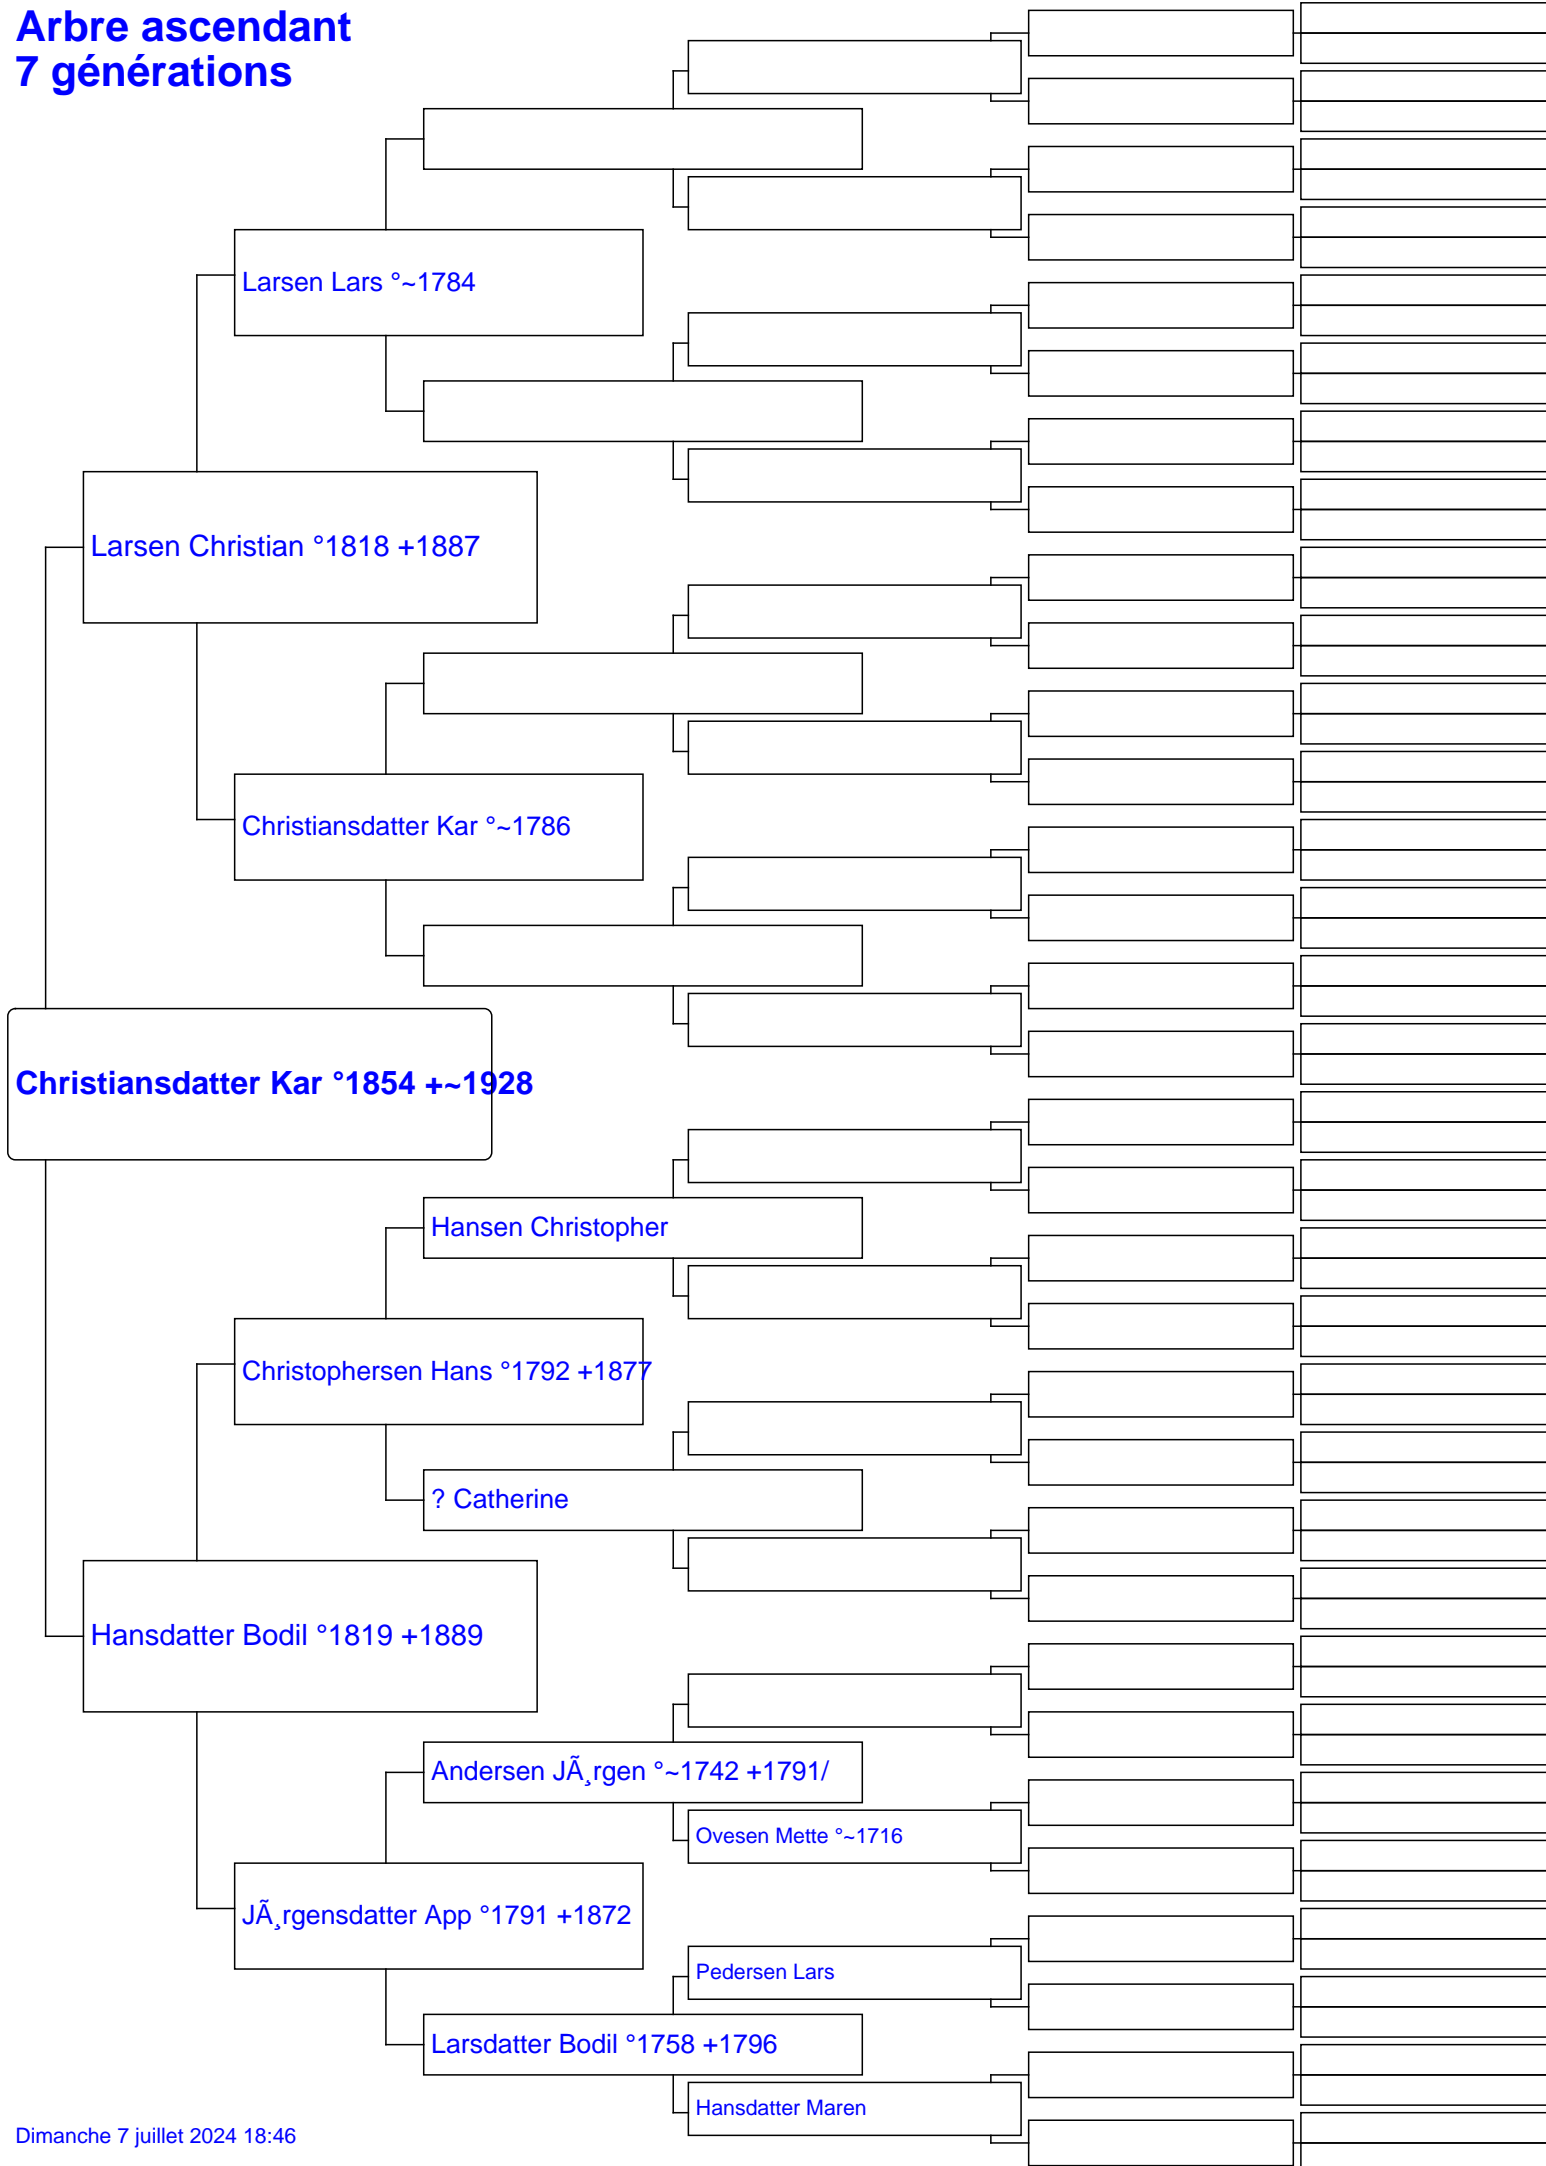 Arbre ascendant
7 générations
Larsen Lars °~1784
Larsen Christian °1818 +1887
Christiansdatter Kar °~1786
Christiansdatter Kar °1854 +~1928
Hansen Christopher
Christophersen Hans °1792 +1877
? Catherine
Hansdatter Bodil °1819 +1889
Andersen JÃ¸rgen °~1742 +1791/
Ovesen Mette °~1716
JÃ¸rgensdatter App °1791 +1872
Pedersen Lars
Larsdatter Bodil °1758 +1796
Hansdatter Maren
Dimanche 7 juillet 2024 18:46